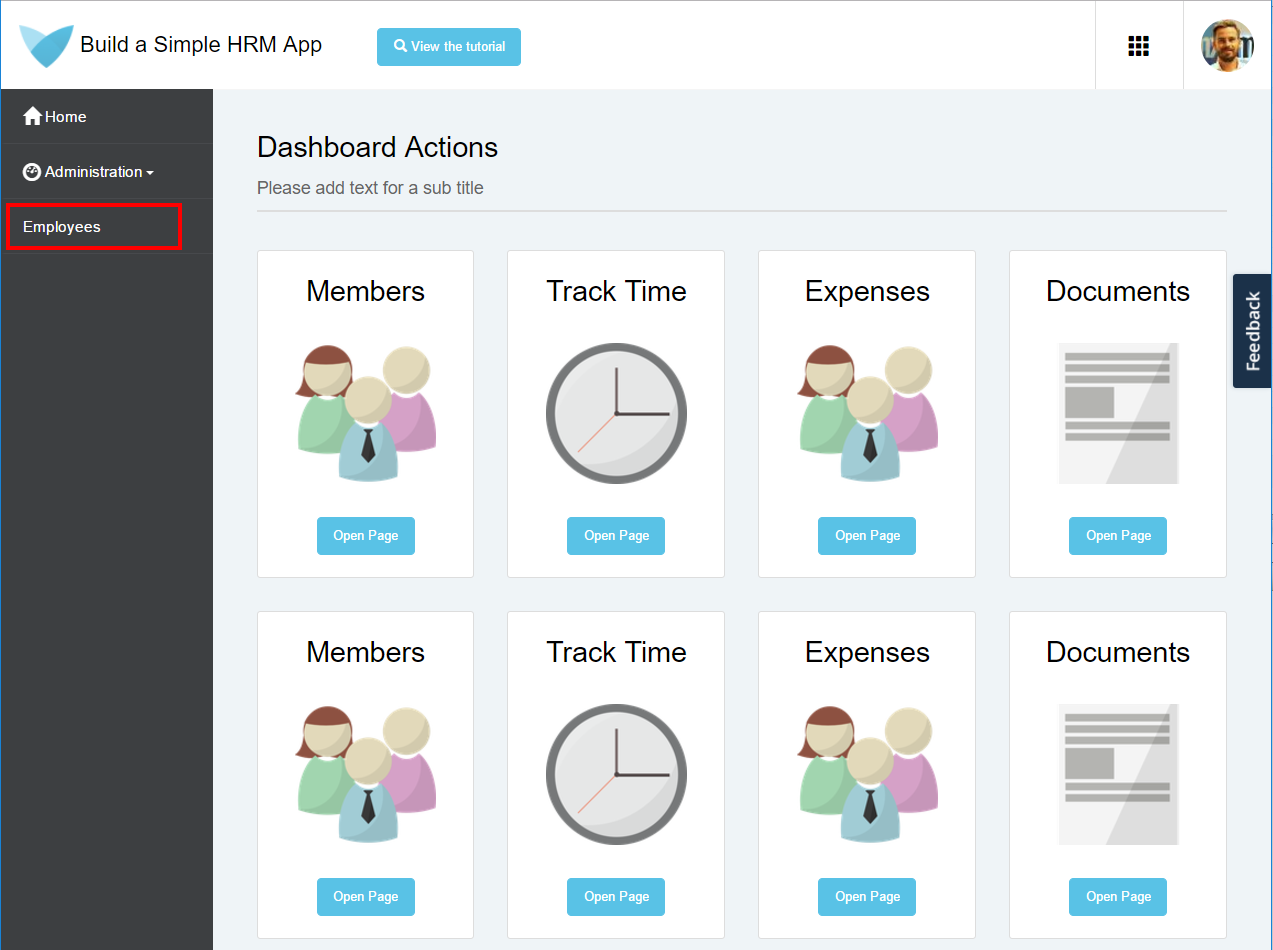 Build a Simple HRM App
View the tutorial
Home
Administration
Employees
Dashboard Actions
Please add text for a sub title
Members
Track Time
Expenses
Documents
Open Page
Open Page
Open Page
Open Page
Feedback
Members
Track Time
Expenses
Documents
Open Page
Open Page
Open Page
Open Page